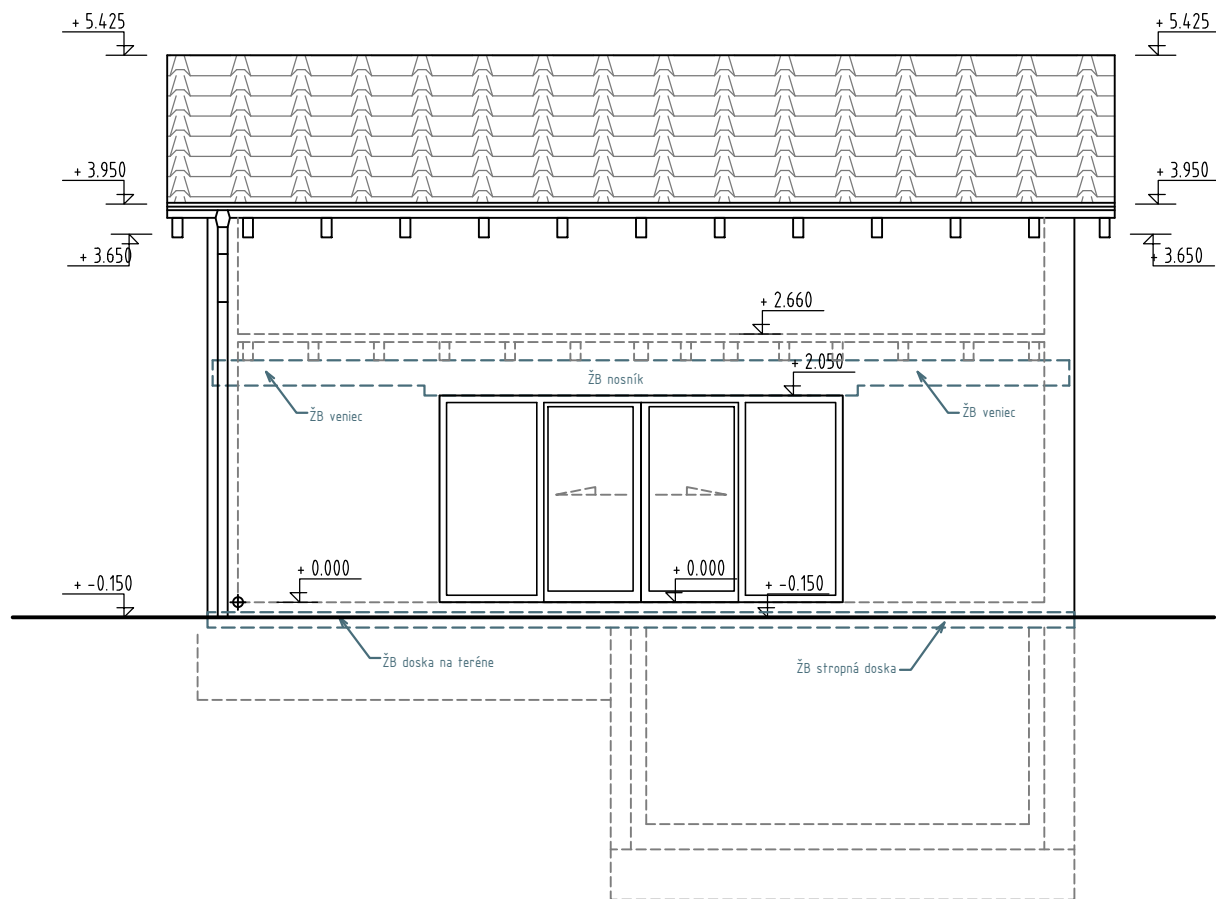 + 5.425
+ 5.425
+ 3.950
+ 3.950
+ 3.650
+ 3.650
+ 2.660
+ 2.050
ŽB nosník
ŽB veniec
ŽB veniec
+ 0.000
+ 0.000
+ -0.150
+ -0.150
ŽB doska na teréne
ŽB stropná doska